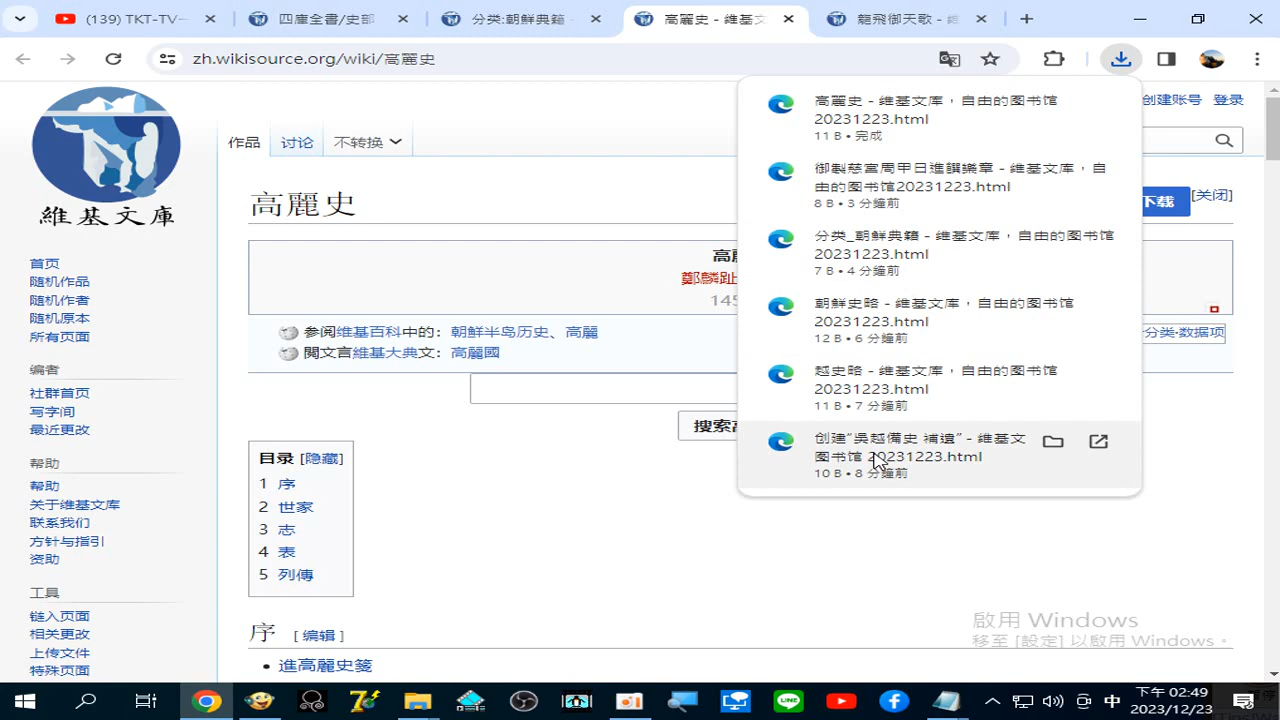 (139) TKT-TV-
四庫全書/史部
分类:朝鮮典籍 -
高麗史 - 維基文
龍飛御天歌 - 維
zh.wikisource.org/wiki/高麗史
創建账号 登录
維基文庫
作品 讨论 不转换
高麗史
下载 [关闭]
高麗史 - 維基文库，自由的图书馆
20231223.html
11 B • 完成
御製慈宮周甲日進饌樂章 - 維基文库，自
由的图书馆20231223.html
8 B • 3 分鐘前
分类_朝鮮典籍 - 維基文库，自由的图书馆
20231223.html
7 B • 4 分鐘前
朝鮮史略 - 維基文库，自由的图书馆
20231223.html
12 B • 6 分鐘前
越史略 - 維基文库，自由的图书馆
20231223.html
11 B • 7 分鐘前
创建“吳越備史 補遺” - 維基文
图书馆 20231223.html
10 B • 8 分鐘前
高
鄭麟趾
145
参阅维基百科中的：朝鲜半岛历史、高麗
閱文言維基大典文：高麗國
分类·数据项
搜索
首页
随机作品
随机作者
随机原本
所有页面
编者
社群首页
写字间
最近更改
帮助
帮助
关于维基文库
联系我们
方针与指引
资助
工具
链入页面
相关更改
上传文件
特殊页面
目录 [隐藏]
1 序
2 世家
3 志
4 表
5 列傳
序 [编辑]
• 進高麗史箋
啟用 Windows
移至 [設定] 以啟用 Windows。
中
下午 02:49
2023/12/23